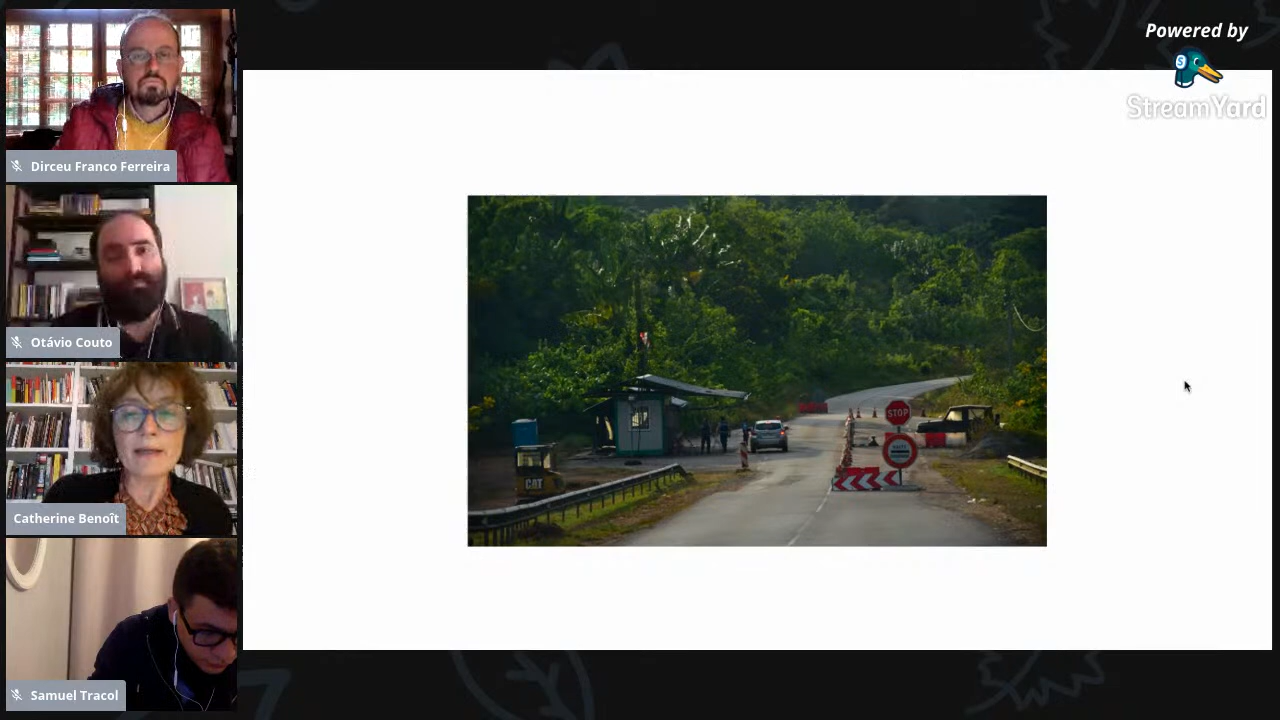 Powered by
StreamYard
Dirceu Franco Ferreira
Otávio Couto
Catherine Benoît
Samuel Tracol
STOP
CAT